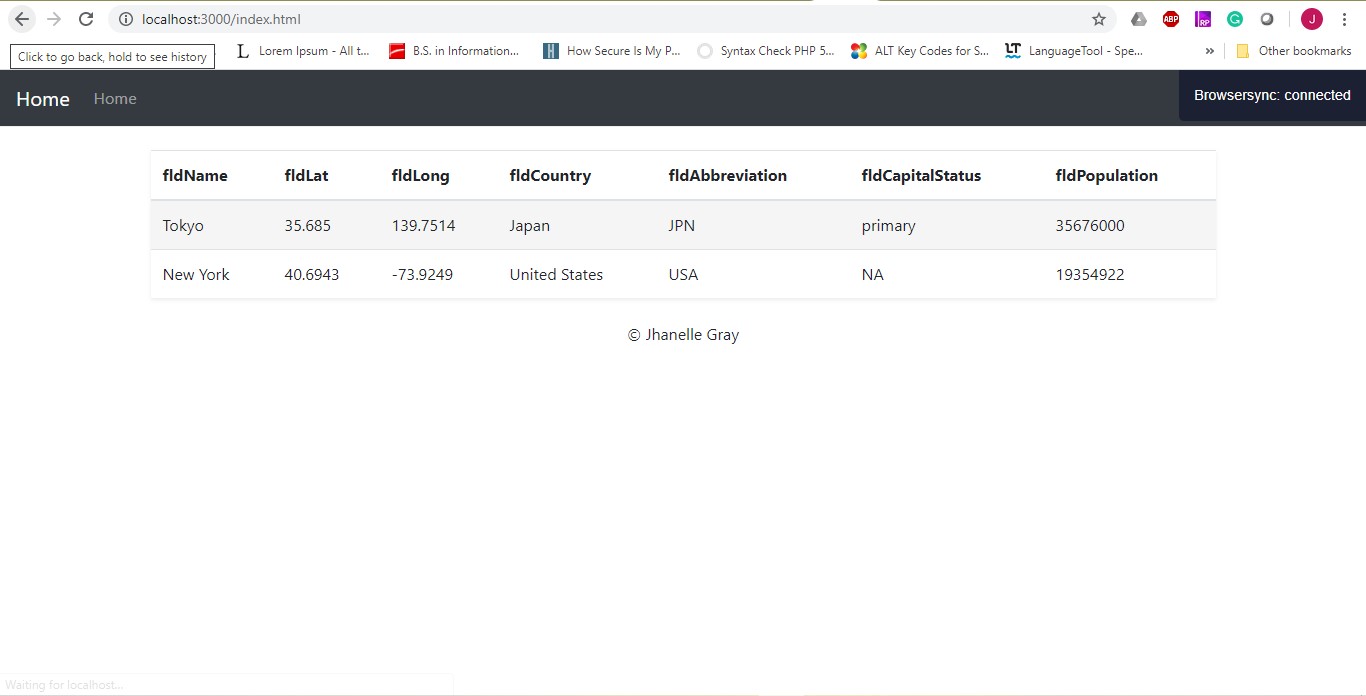 localhost:3000/index.html
ABP
RP
G
J
Click to go back, hold to see history
L Lorem Ipsum - All t... B.S. in Information... H How Secure Is My P... Syntax Check PHP 5... ALT Key Codes for S... LT LanguageTool - Spe... » Other bookmarks
Home Home
Browsersync: connected
fldName fldLat fldLong fldCountry fldAbbreviation fldCapitalStatus fldPopulation
Tokyo 35.685 139.7514 Japan JPN primary 35676000
New York 40.6943 -73.9249 United States USA NA 19354922
© Jhanelle Gray
Waiting for localhost...